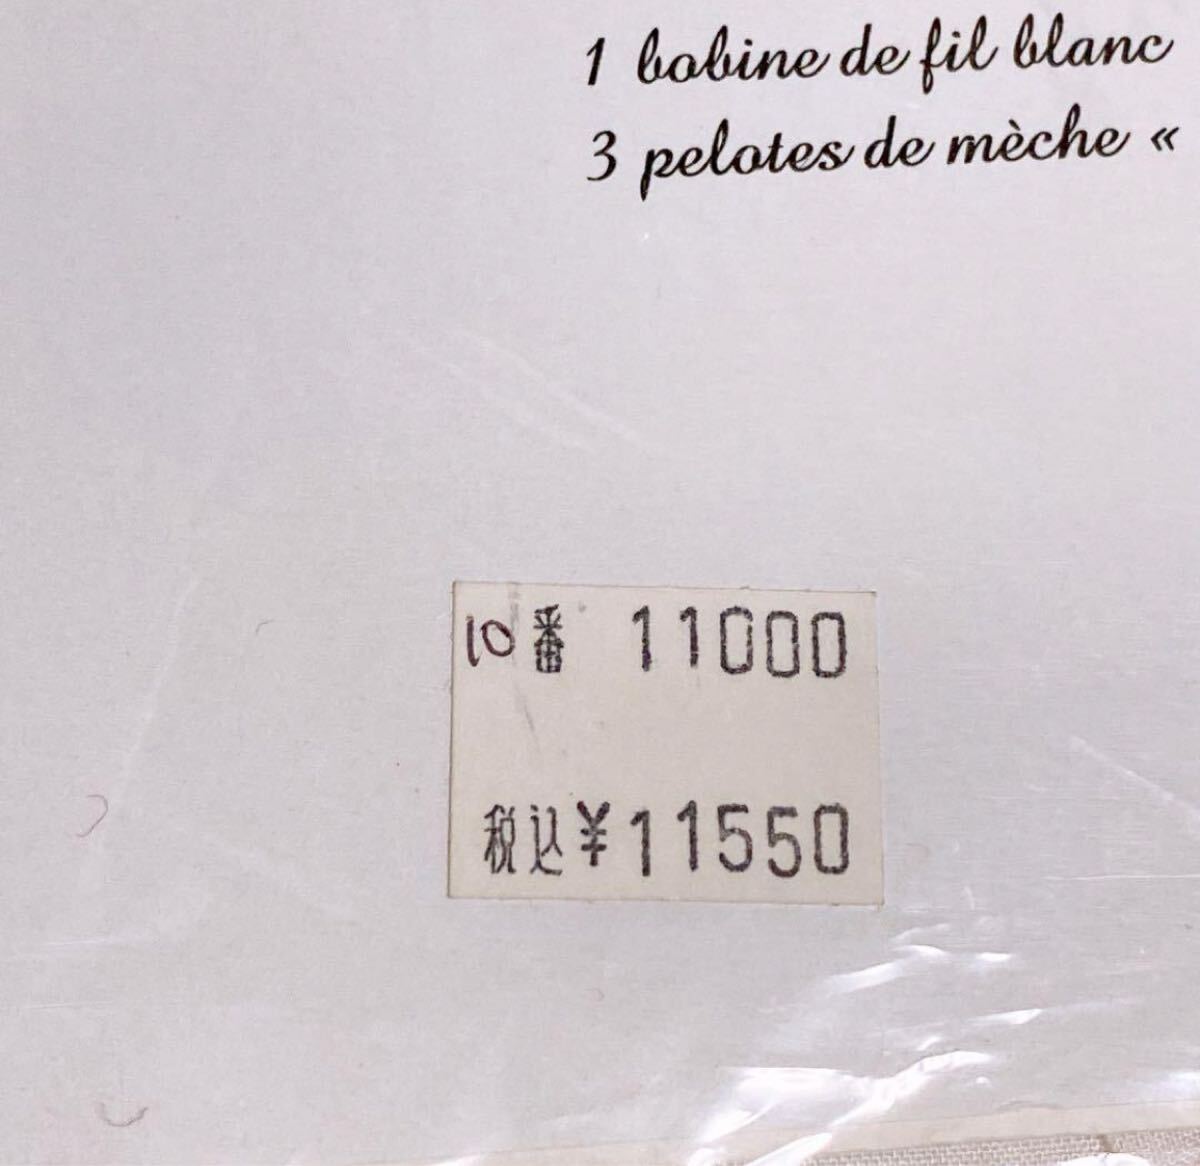 1 bobine de fil blanc
3 pelotes de mèche «
10番 11000
税込¥11550